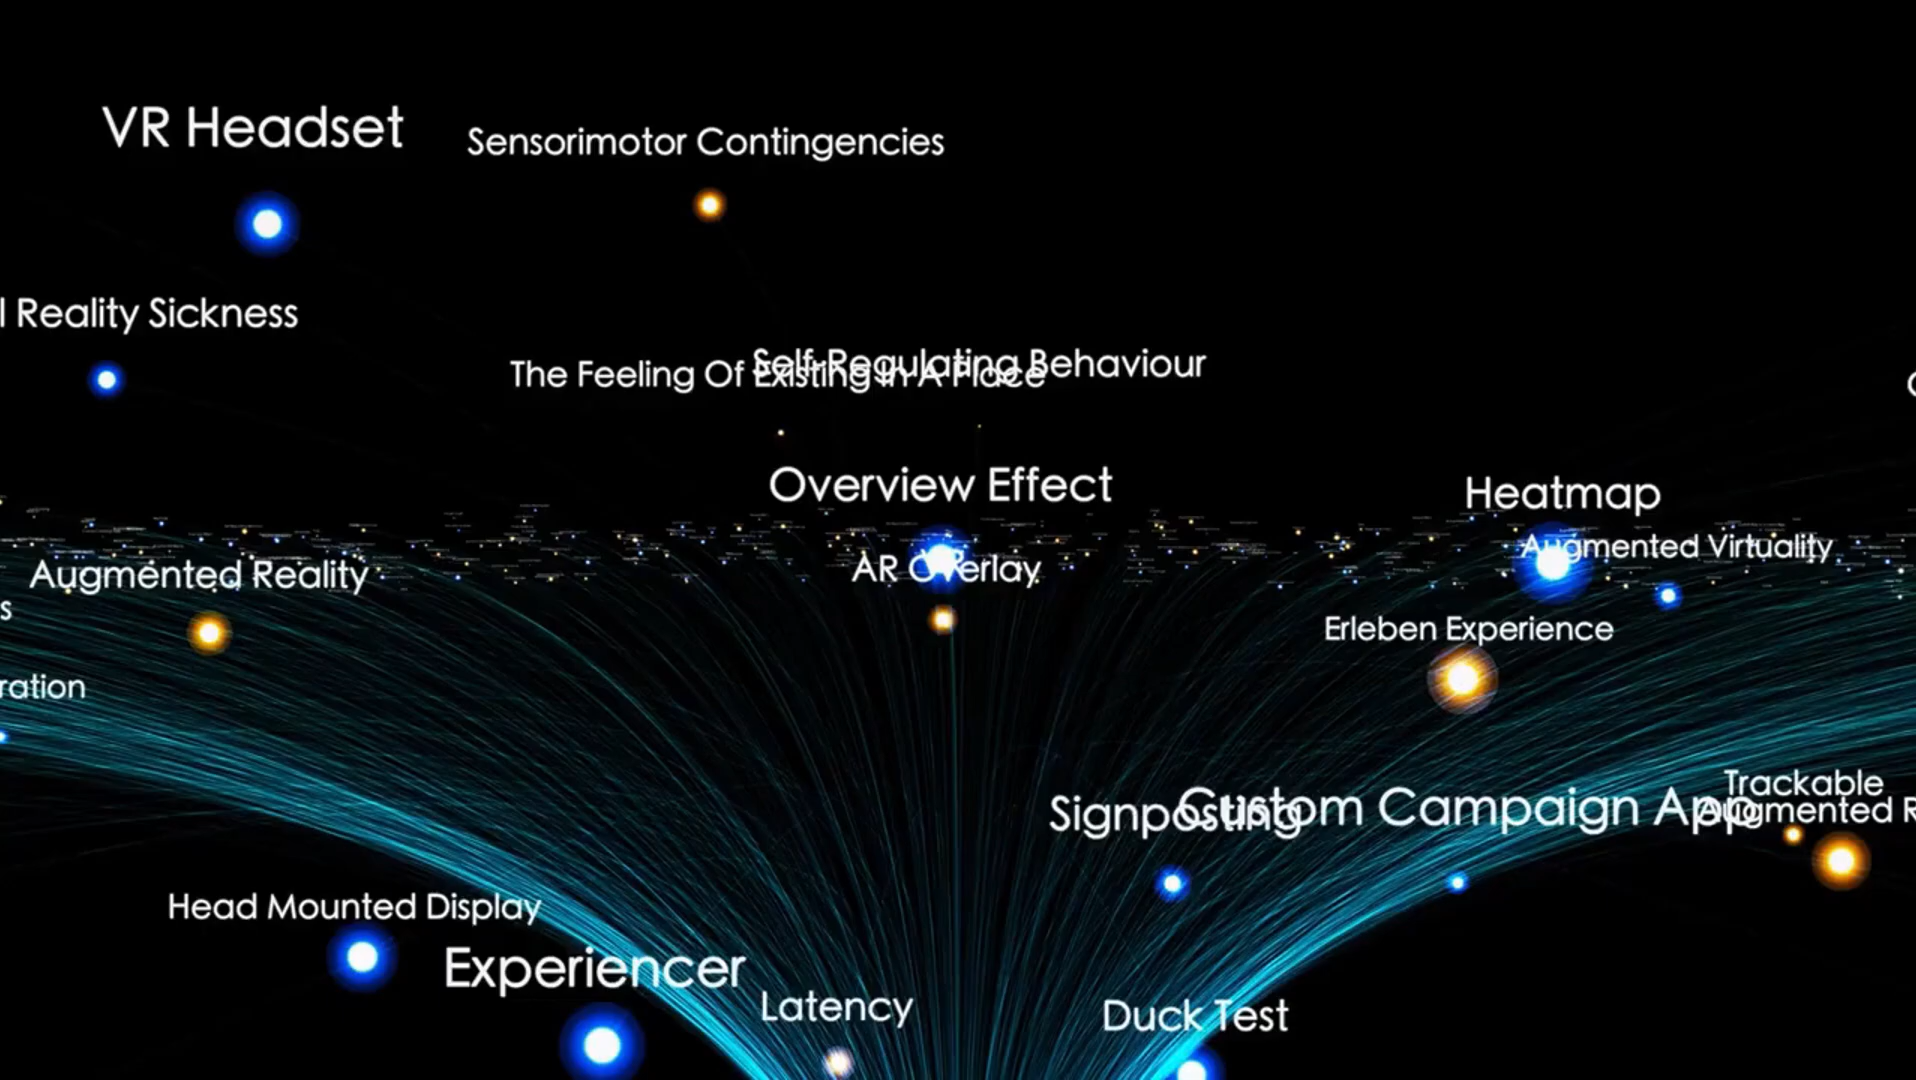 VR Headset
Sensorimotor Contingencies
l Reality Sickness
Self-Regulating Behaviour
The Feeling Of Existing In A Place
Overview Effect
Heatmap
Augmented Virtuality
AR Overlay
Augmented Reality
s
Erleben Experience
ration
Trackable
Custom Campaign App
Augmented R
Signposting
Head Mounted Display
Experiencer
Latency
Duck Test